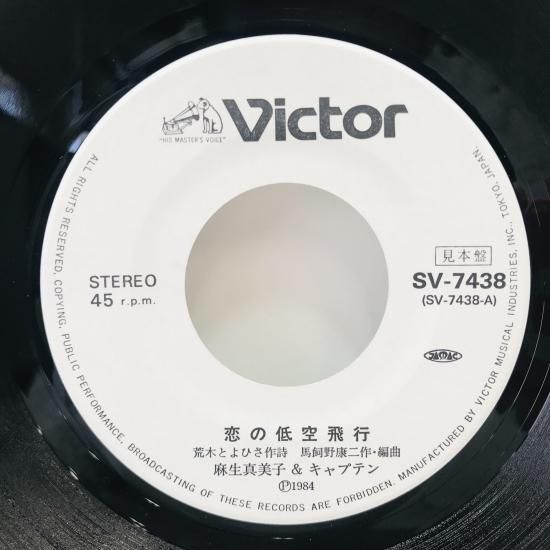 Victor
"HIS MASTER'S VOICE"
STEREO
45 r.p.m.
見本盤
SV-7438
(SV-7438-A)
JASRAC
恋の低空飛行
荒木とよひさ作詩 馬飼野康二作・編曲
麻生真美子 & キャプテン
Ⓟ1984
ALL RIGHTS RESERVED, COPYING, PUBLIC PERFORMANCE, BROADCASTING OF THESE RECORDS ARE FORBIDDEN. MANUFACTURED BY VICTOR MUSICAL INDUSTRIES, INC., TOKYO, JAPAN.